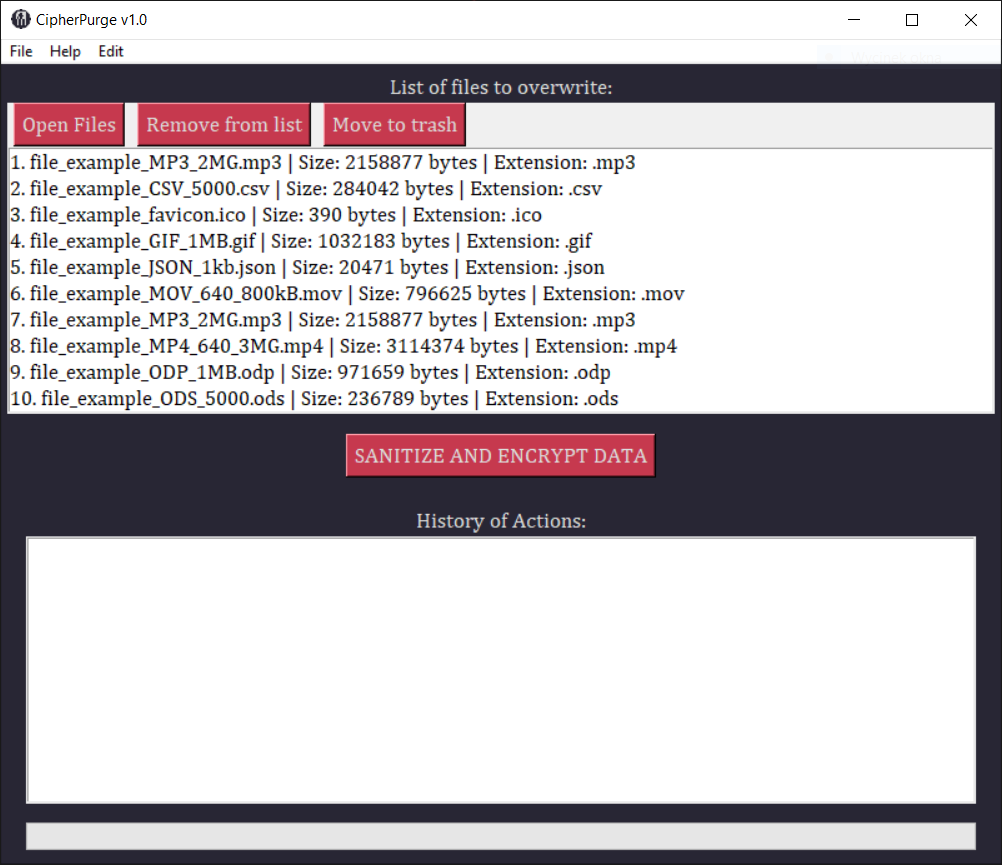 CipherPurge v1.0
File Help Edit
List of files to overwrite:
Open Files Remove from list Move to trash
1. file_example_MP3_2MG.mp3 | Size: 2158877 bytes | Extension: .mp3
2. file_example_CSV_5000.csv | Size: 284042 bytes | Extension: .csv
3. file_example_favicon.ico | Size: 390 bytes | Extension: .ico
4. file_example_GIF_1MB.gif | Size: 1032183 bytes | Extension: .gif
5. file_example_JSON_1kb.json | Size: 20471 bytes | Extension: .json
6. file_example_MOV_640_800kB.mov | Size: 796625 bytes | Extension: .mov
7. file_example_MP3_2MG.mp3 | Size: 2158877 bytes | Extension: .mp3
8. file_example_MP4_640_3MG.mp4 | Size: 3114374 bytes | Extension: .mp4
9. file_example_ODP_1MB.odp | Size: 971659 bytes | Extension: .odp
10. file_example_ODS_5000.ods | Size: 236789 bytes | Extension: .ods
SANITIZE AND ENCRYPT DATA
History of Actions: